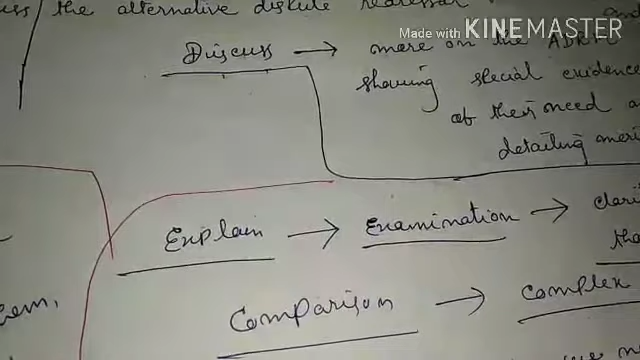 the alternative dispute redressal
Made with KINEMASTER
Discuss → more on the ADRM
showing special evidence
of their need
detailing
Explain → Examination →
Comparison → Complex